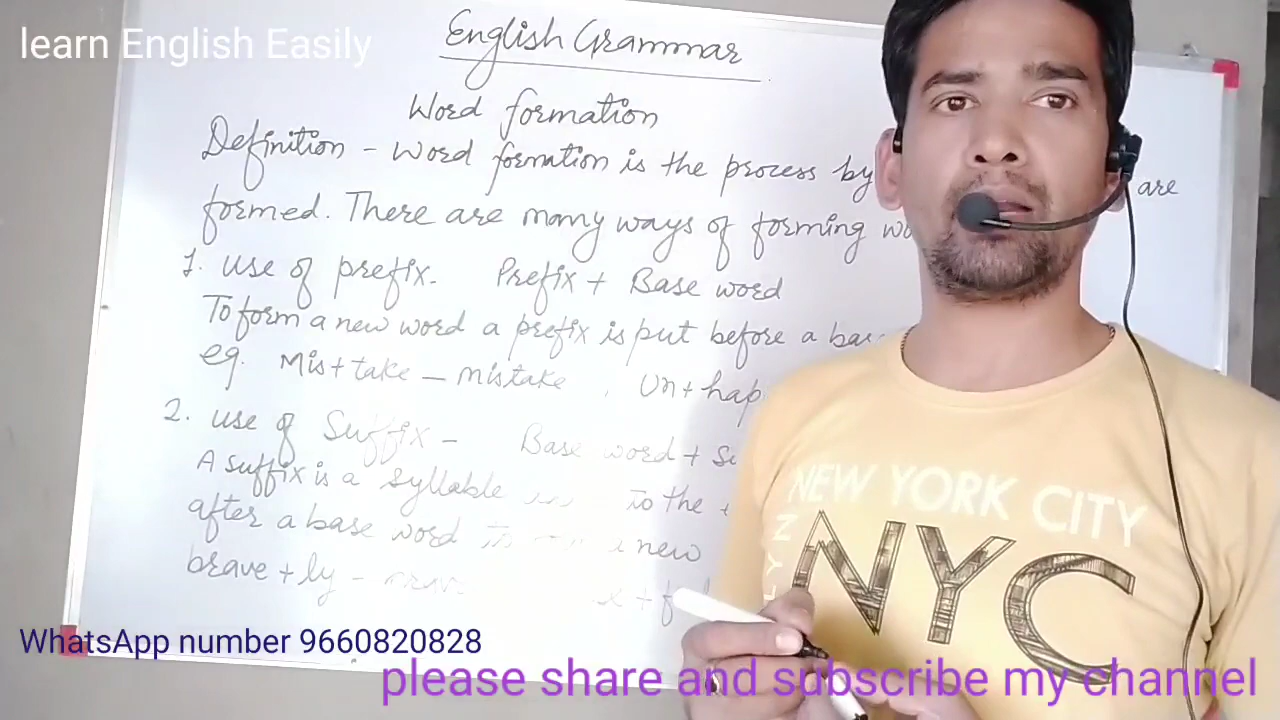 learn English Easily
English Grammar
Word formation
Definition - Word formation is the process by are
formed. There are many ways of forming
1. Use of prefix. Prefix + Base word
To form a new word a prefix is put before a
eg. Mis+take - mistake, Un+hap
2. Use of Suffix - Base word +
A suffix is a syllable to the
after a base word new
brave + ly -
NEW YORK CITY
NYC
WhatsApp number 9660820828
please share and subscribe my channel